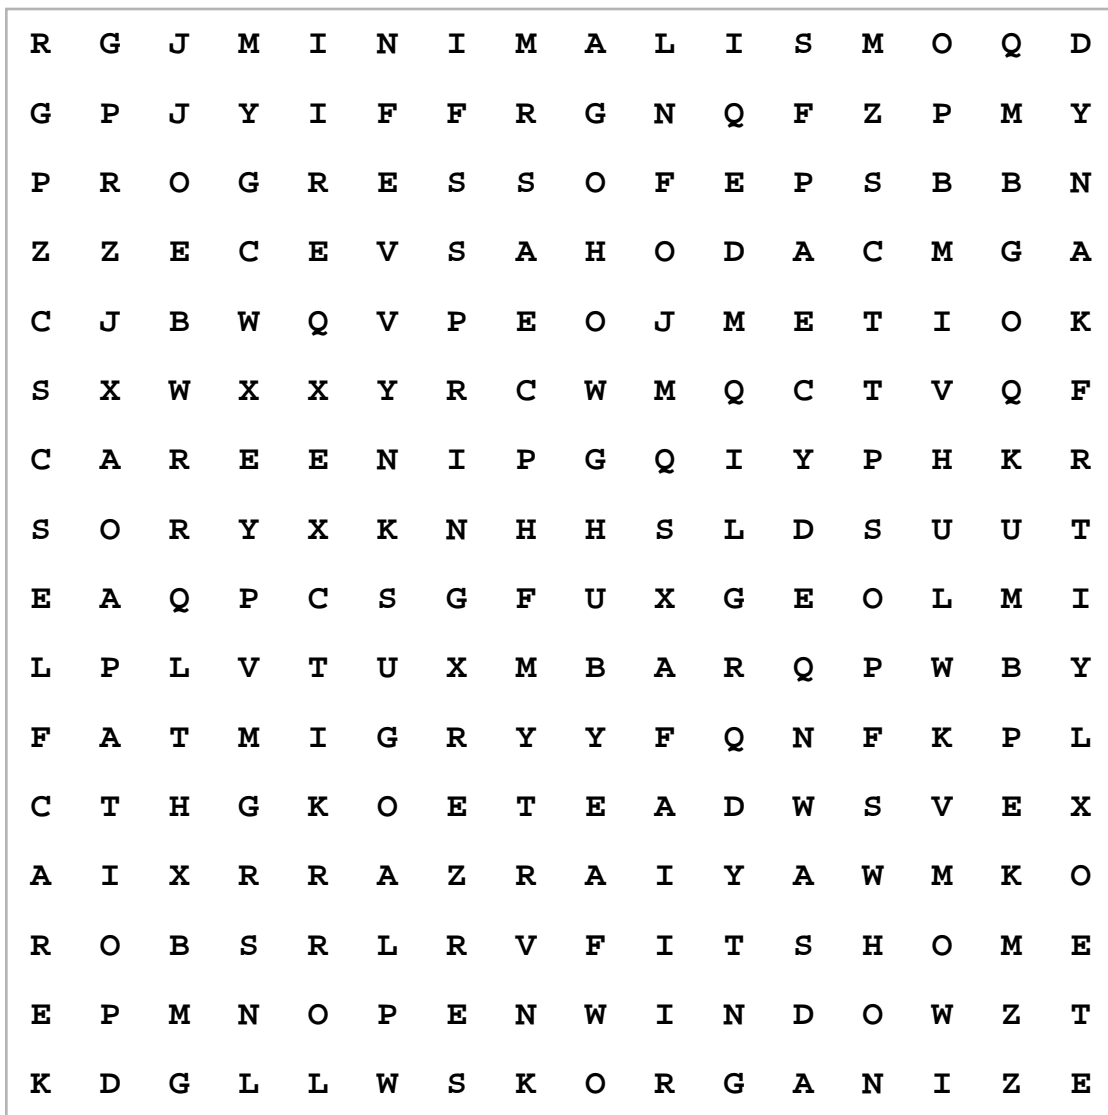 R G J M I N I M A L I S M O Q D
G P J Y I F F R G N Q F Z P M Y
P R O G R E S S O F E P S B B N
Z Z E C E V S A H O D A C M G A
C J B W Q V P E O J M E T I O K
S X W X X Y R C W M Q C T V Q F
C A R E E N I P G Q I Y P H K R
S O R Y X K N H H S L D S U U T
E A Q P C S G F U X G E O L M I
L P L V T U X M B A R Q P W B Y
F A T M I G R Y Y F Q N F K P L
C T H G K O E T E A D W S V E X
A I X R R A Z R A I Y A W M K O
R O B S R L R V F I T S H O M E
E P M N O P E N W I N D O W Z T
K D G L L W S K O R G A N I Z E